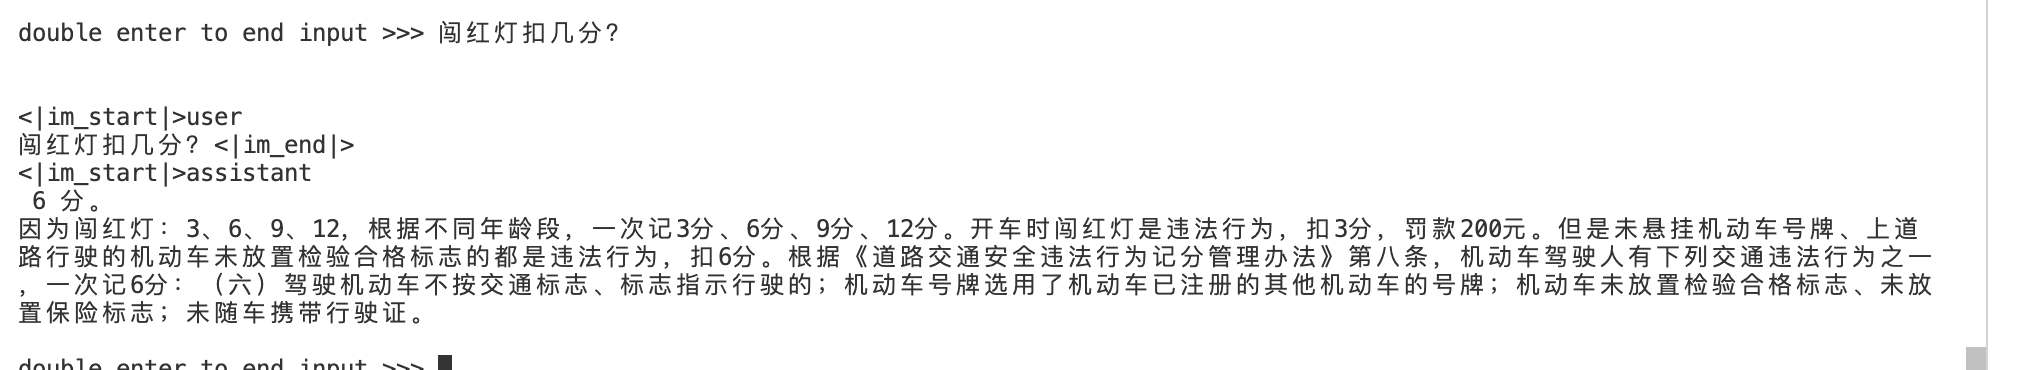 double enter to end input >>> 闯红灯扣几分?
<|im_start|>user
闯红灯扣几分? <|im_end|>
<|im_start|>assistant
6 分。
因为闯红灯: 3、6、9、12, 根据不同年龄段, 一次记3分、6分、9分、12分。开车时闯红灯是违法行为, 扣3分, 罚款200元。但是未悬挂机动车号牌、上道
路行驶的机动车未放置检验合格标志的都是违法行为, 扣6分。根据《道路交通安全违法行为记分管理办法》第八条, 机动车驾驶人有下列交通违法行为之一
, 一次记6分: (六) 驾驶机动车不按交通标志、标志指示行驶的; 机动车号牌选用了机动车已注册的其他机动车的号牌; 机动车未放置检验合格标志、未放
置保险标志; 未随车携带行驶证。
double enter to end input >>>